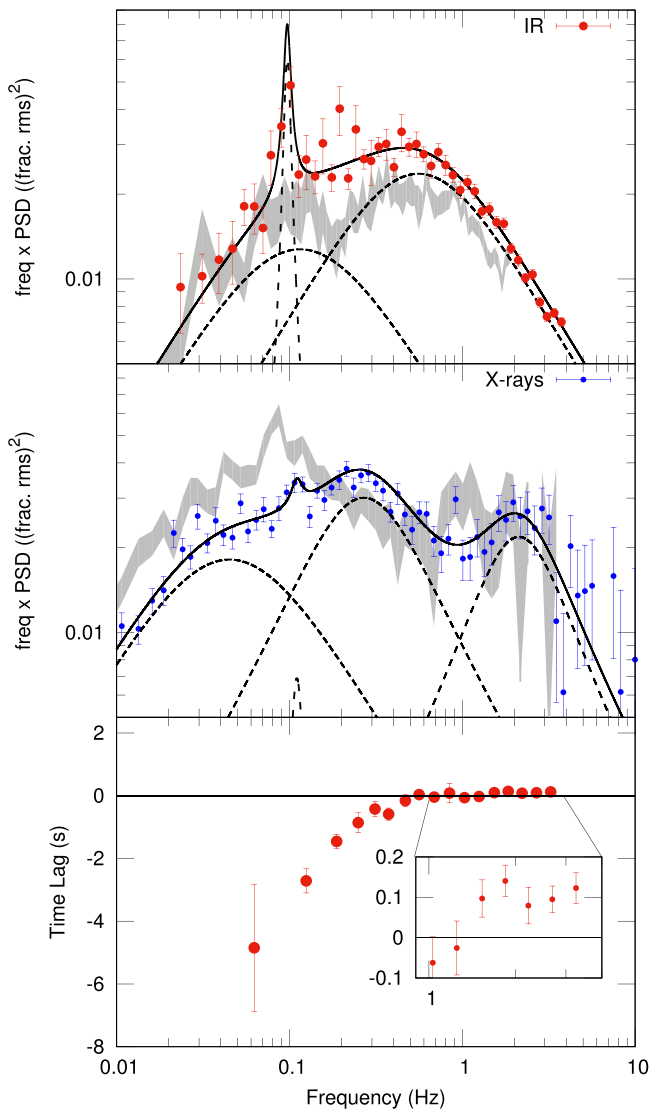 IR
freq x PSD ((frac. rms)²)
0.01
X-rays
freq x PSD ((frac. rms)²)
0.01
2
0
-2
-4
-6
-8
Time Lag (s)
0.2
0.1
0
-0.1
1
0.01 0.1 1 10
Frequency (Hz)